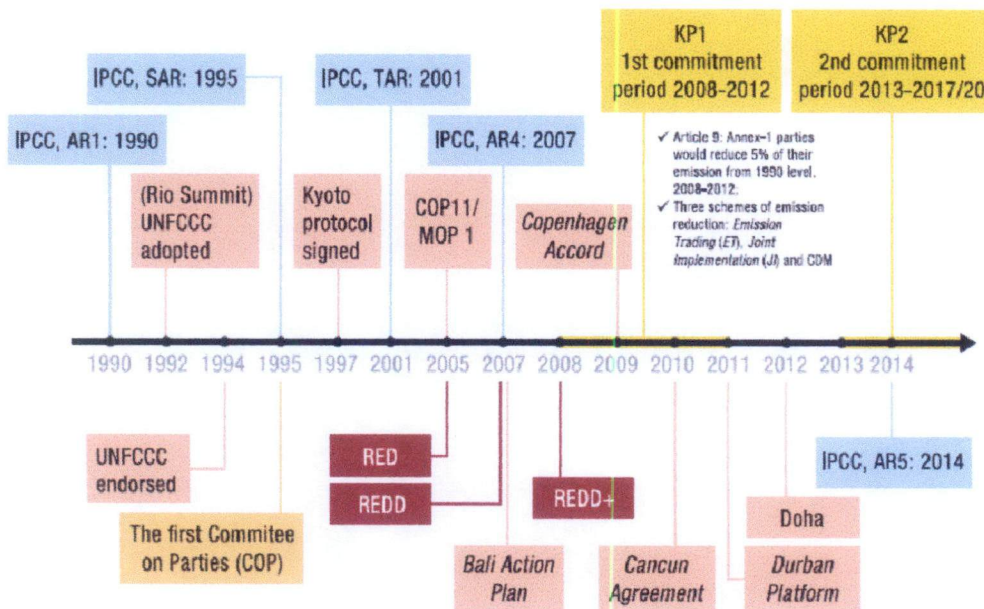 KP1
1st commitment
period 2008-2012
KP2
2nd commitment
period 2013-2017/20
IPCC, SAR: 1995
IPCC, TAR: 2001
IPCC, AR1: 1990
IPCC, AR4: 2007
✓ Article 9: Annex-1 parties
would reduce 5% of their
emission from 1990 level.
2008-2012;
✓ Three schemes of emission
reduction: Emission
Trading (ET), Joint
Implementation (JI) and CDM
(Rio Summit)
UNFCCC
adopted
Kyoto
protocol
signed
COP11/
MOP 1
Copenhagen
Accord
1990 1992 1994 1995 1997 2001 2005 2007 2008 2009 2010 2011 2012 2013 2014
UNFCCC
endorsed
RED
REDD
REDD+
IPCC, AR5: 2014
The first Commitee
on Parties (COP)
Bali Action
Plan
Cancun
Agreement
Doha
Durban
Platform